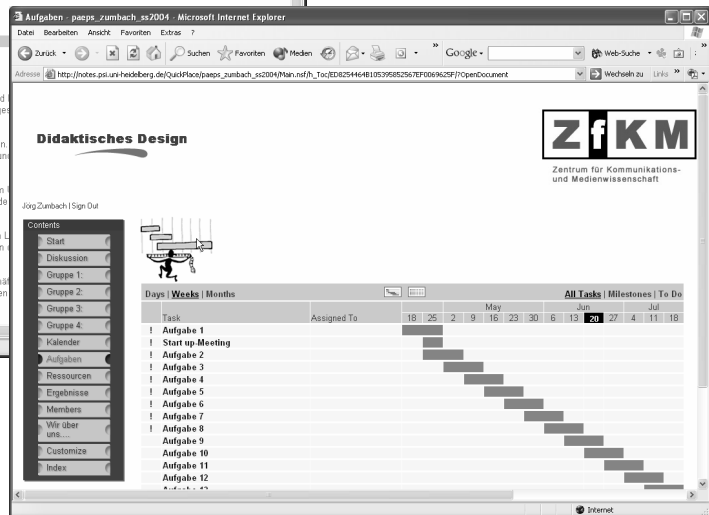 Aufgaben - paeps_zumbach_ss2004 - Microsoft Internet Explorer
Datei Bearbeiten Ansicht Favoriten Extras ?
Zurück Suchen Favoriten Medien Google Web-Suche
Adresse http://notes.psi.uni-heidelberg.de/QuickPlace/paeps_zumbach_ss2004/Main.nsf/h_Toc/ED8254464B105395852567EF0069625F/?OpenDocument Wechseln zu Links
Didaktisches Design
ZfKM
Zentrum für Kommunikations-
und Medienwissenschaft
Jörg Zumbach | Sign Out
Contents
Start
Diskussion
Gruppe 1:
Gruppe 2:
Gruppe 3:
Gruppe 4:
Kalender
Aufgaben
Ressourcen
Ergebnisse
Members
Wir über
uns....
Customize
Index
Days | Weeks | Months All Tasks | Milestones | To Do
May Jun Jul
Task Assigned To 18 25 2 9 16 23 30 6 13 20 27 4 11 18
! Aufgabe 1
! Start up-Meeting
! Aufgabe 2
! Aufgabe 3
! Aufgabe 4
! Aufgabe 5
! Aufgabe 6
! Aufgabe 7
! Aufgabe 8
Aufgabe 9
Aufgabe 10
Aufgabe 11
Aufgabe 12
Internet